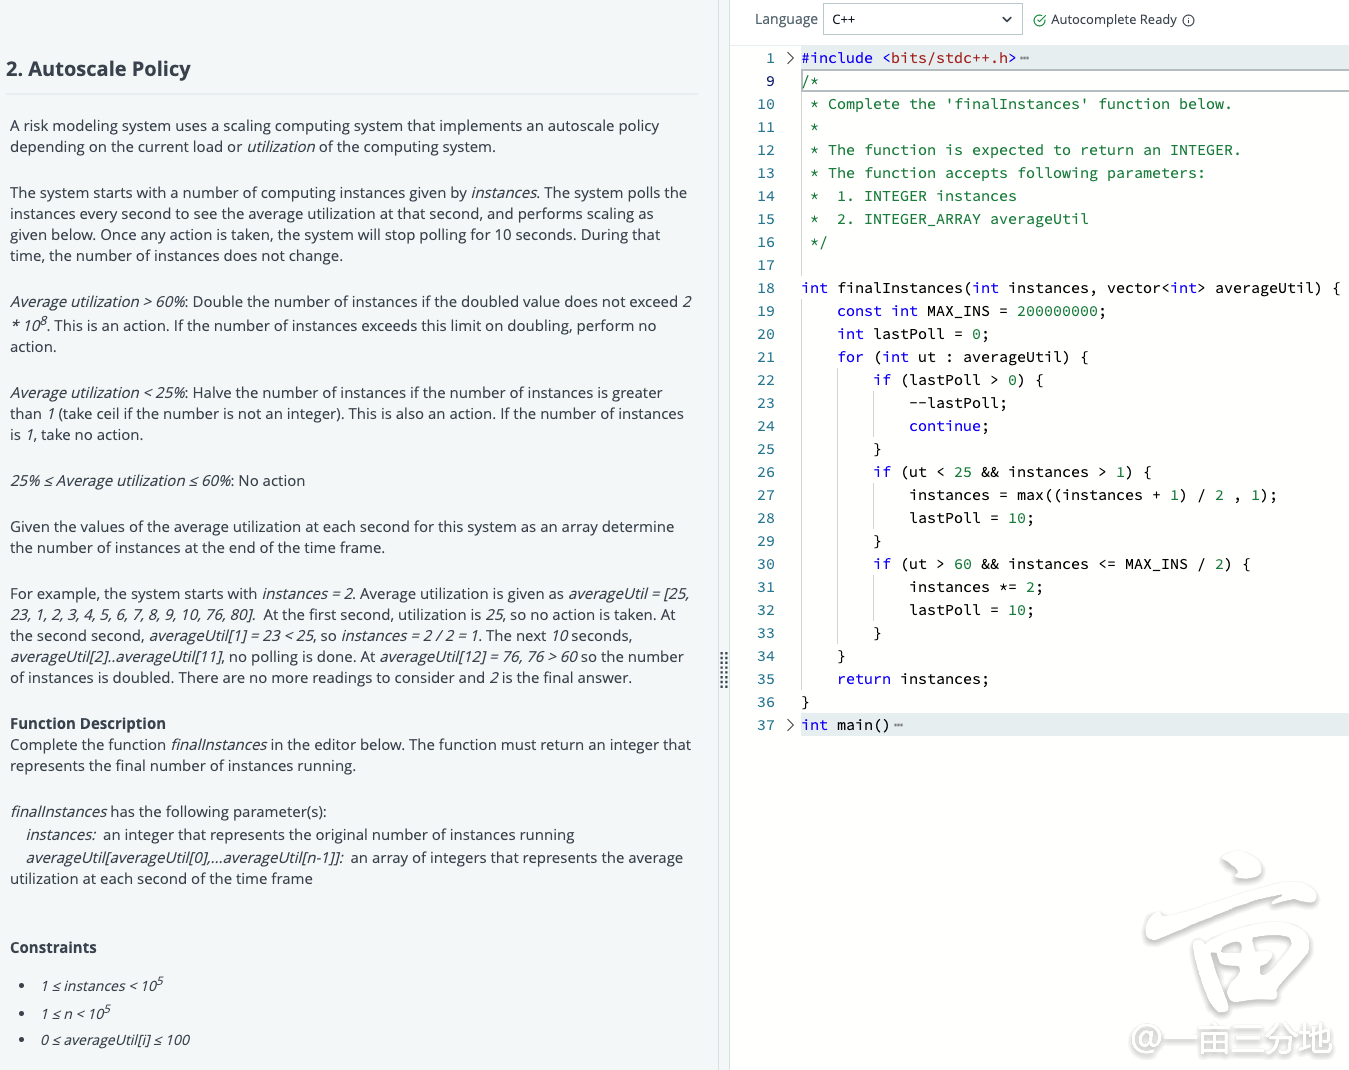 2. Autoscale Policy
A risk modeling system uses a scaling computing system that implements an autoscale policy
depending on the current load or utilization of the computing system.
The system starts with a number of computing instances given by instances. The system polls the
instances every second to see the average utilization at that second, and performs scaling as
given below. Once any action is taken, the system will stop polling for 10 seconds. During that
time, the number of instances does not change.
Average utilization > 60%: Double the number of instances if the doubled value does not exceed 2
* 10^8. This is an action. If the number of instances exceeds this limit on doubling, perform no
action.
Average utilization < 25%: Halve the number of instances if the number of instances is greater
than 1 (take ceil if the number is not an integer). This is also an action. If the number of instances
is 1, take no action.
25% ≤ Average utilization ≤ 60%: No action
Given the values of the average utilization at each second for this system as an array determine
the number of instances at the end of the time frame.
For example, the system starts with instances = 2. Average utilization is given as averageUtil = [25,
23, 1, 2, 3, 4, 5, 6, 7, 8, 9, 10, 76, 80]. At the first second, utilization is 25, so no action is taken. At
the second second, averageUtil[1] = 23 < 25, so instances = 2 / 2 = 1. The next 10 seconds,
averageUtil[2]..averageUtil[11], no polling is done. At averageUtil[12] = 76, 76 > 60 so the number
of instances is doubled. There are no more readings to consider and 2 is the final answer.
Function Description
Complete the function finalInstances in the editor below. The function must return an integer that
represents the final number of instances running.
finalInstances has the following parameter(s):
instances: an integer that represents the original number of instances running
averageUtil[averageUtil[0],...averageUtil[n-1]]: an array of integers that represents the average
utilization at each second of the time frame
Constraints
• 1 ≤ instances < 10^5
• 1 ≤ n < 10^5
• 0 ≤ averageUtil[i] ≤ 100
Language C++ Autocomplete Ready
1 #include <bits/stdc++.h>
9 /*
10 * Complete the 'finalInstances' function below.
11 *
12 * The function is expected to return an INTEGER.
13 * The function accepts following parameters:
14 * 1. INTEGER instances
15 * 2. INTEGER_ARRAY averageUtil
16 */
17
18 int finalInstances(int instances, vector<int> averageUtil) {
19 const int MAX_INS = 200000000;
20 int lastPoll = 0;
21 for (int ut : averageUtil) {
22 if (lastPoll > 0) {
23 --lastPoll;
24 continue;
25 }
26 if (ut < 25 && instances > 1) {
27 instances = max((instances + 1) / 2 , 1);
28 lastPoll = 10;
29 }
30 if (ut > 60 && instances <= MAX_INS / 2) {
31 instances *= 2;
32 lastPoll = 10;
33 }
34 }
35 return instances;
36 }
37 int main()
亩
@一亩三分地